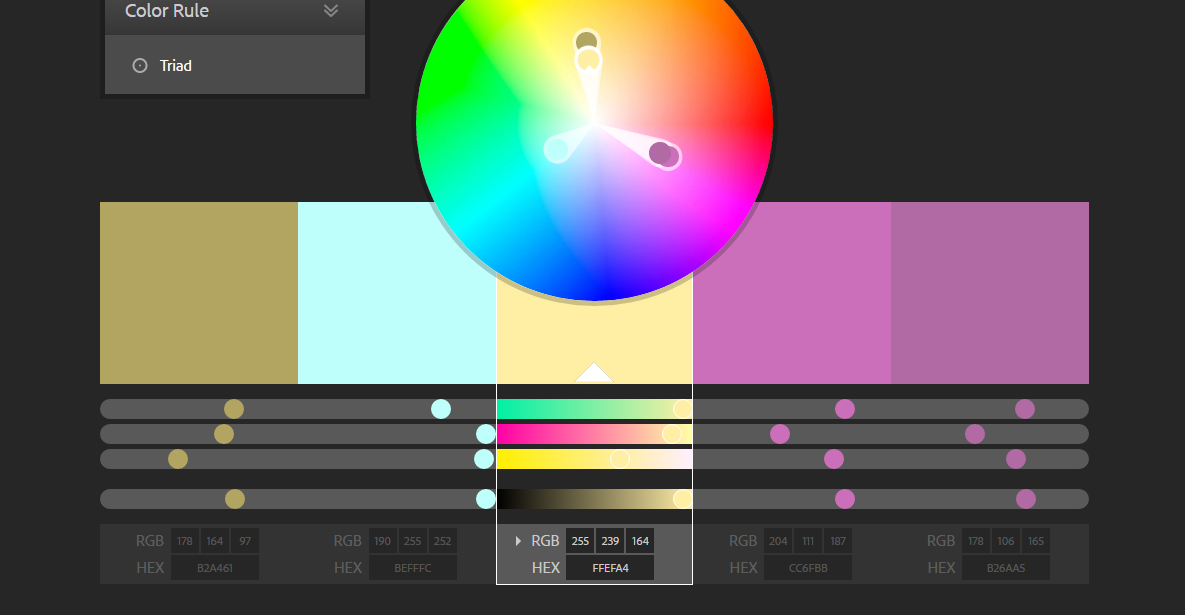 Color Rule
Triad
RGB 178 164 97
HEX B2A461
RGB 190 255 252
HEX BEFFFC
RGB 255 239 164
HEX FFEFA4
RGB 204 111 187
HEX CC6FBB
RGB 178 106 165
HEX B26AA5